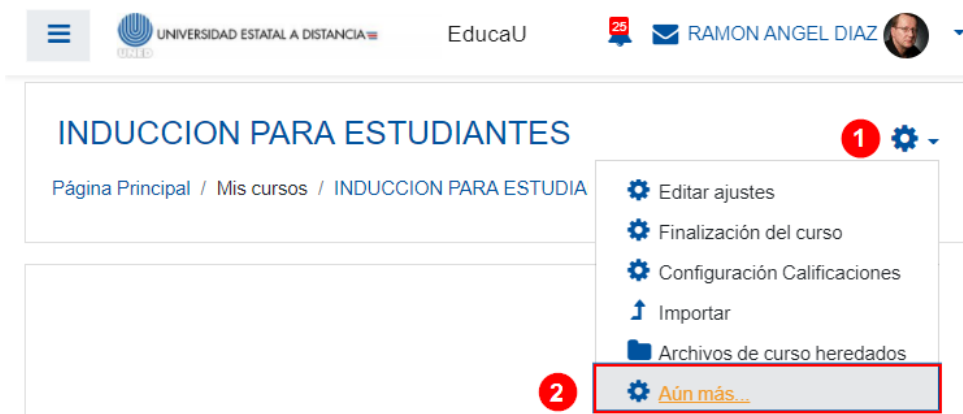 UNIVERSIDAD ESTATAL A DISTANCIA
UNED
EducaU
25
RAMON ANGEL DIAZ
INDUCCION PARA ESTUDIANTES
1
Página Principal / Mis cursos / INDUCCION PARA ESTUDIA
Editar ajustes
Finalización del curso
Configuración Calificaciones
Importar
Archivos de curso heredados
2
Aún más...